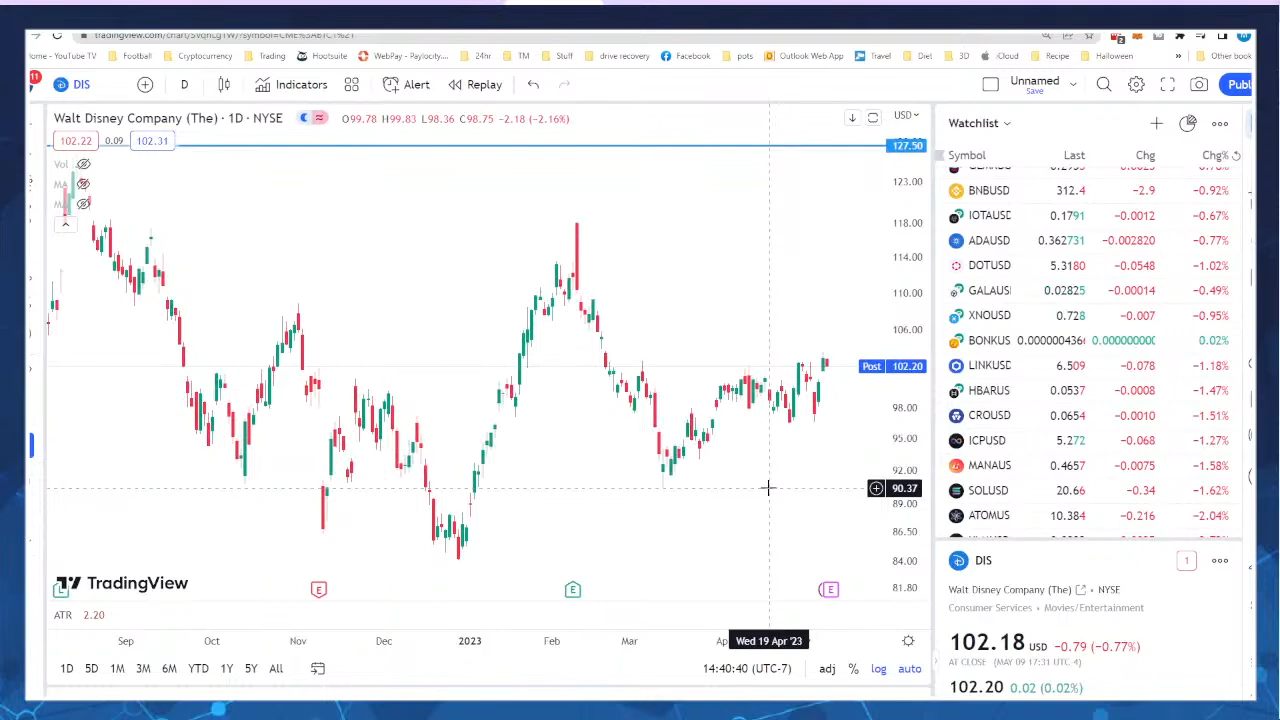 Home - YouTube TV Football Cryptocurrency Trading Hootsuite WebPay - Paylocity... 24hr TM Stuff drive recovery Facebook pots Outlook Web App Travel Diet 3D iCloud Recipe Halloween » Other book
11 DIS D Indicators Alert Replay Unnamed Save Publ
Walt Disney Company (The) · 1D · NYSE O99.78 H99.83 L98.36 C98.75 −2.18 (−2.16%) USD
102.22 0.09 102.31
Vol
MA
127.50
123.00
118.00
114.00
110.00
106.00
Post 102.20
98.00
95.00
92.00
90.37
89.00
86.50
84.00
81.80
E E E
TradingView
ATR 2.20
Sep Oct Nov Dec 2023 Feb Mar Wed 19 Apr '23
1D 5D 1M 3M 6M YTD 1Y 5Y All 14:40:40 (UTC-7) adj % log auto
Watchlist
Symbol Last Chg Chg%
BNBUSD 312.4 −2.9 −0.92%
IOTAUSD 0.1791 −0.0012 −0.67%
ADAUSD 0.362731 −0.002820 −0.77%
DOTUSD 5.3180 −0.0548 −1.02%
GALAUSI 0.02825 −0.00014 −0.49%
XNOUSD 0.728 −0.007 −0.95%
BONKUS 0.02%
LINKUSD 6.509 −0.078 −1.18%
HBARUS 0.0537 −0.0008 −1.47%
CROUSD 0.0654 −0.0010 −1.51%
ICPUSD 5.272 −0.068 −1.27%
MANAUS 0.4657 −0.0075 −1.58%
SOLUSD 20.66 −0.34 −1.62%
ATOMUS 10.384 −0.216 −2.04%
DIS 1
Walt Disney Company (The) • NYSE
Consumer Services • Movies/Entertainment
102.18 USD −0.79 (−0.77%)
AT CLOSE (MAY 09 17:31 UTC-4)
102.20 0.02 (0.02%)